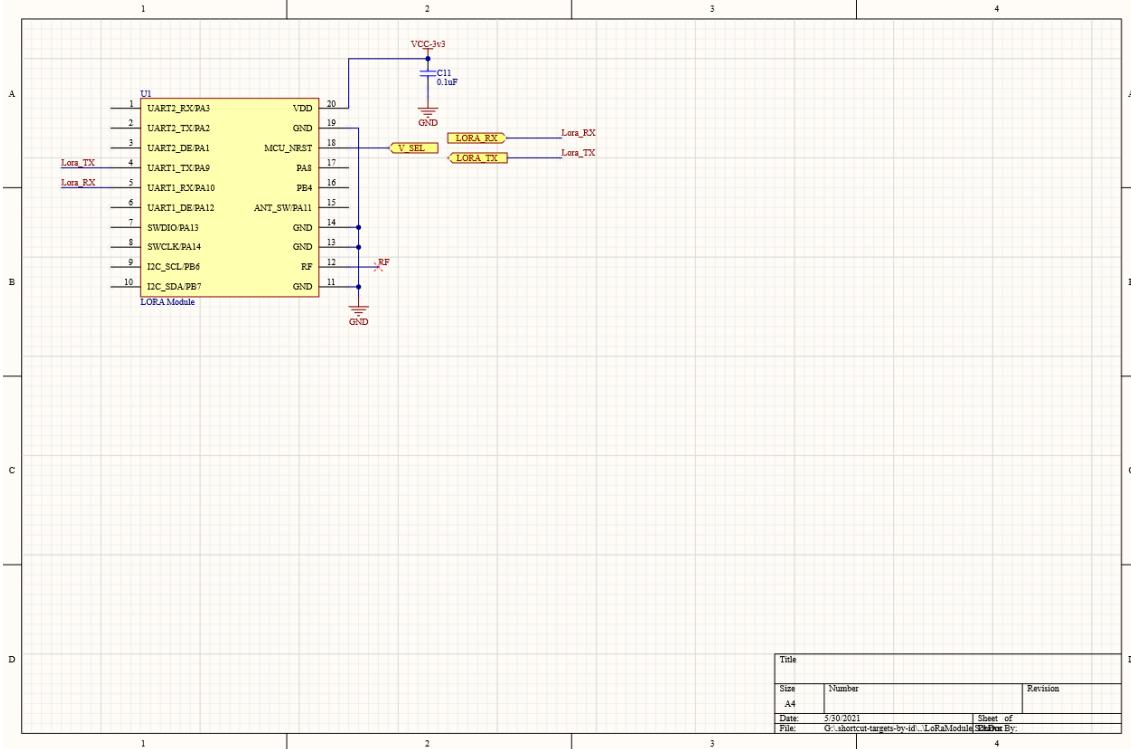 1 2 3 4
A
B
C
D
VCC-3v3
C11
0.1uF
GND
U1
1 UART2_RX/PA3 VDD 20
2 UART2_TX/PA2 GND 19
3 UART2_DE/PA1 MCU_NRST 18
4 UART1_TX/PA9 PA8 17
5 UART1_RX/PA10 PB4 16
6 UART1_DE/PA12 ANT_SW/PA11 15
7 SWDIO/PA13 GND 14
8 SWCLK/PA14 GND 13
9 I2C_SCL/PB6 RF 12
10 I2C_SDA/PB7 GND 11
LORA Module
Lora_TX
Lora_RX
V_SEL
LORA_RX Lora_RX
LORA_TX Lora_TX
RF
GND
Title
Size Number Revision
A4
Date: 5/30/2021 Sheet of
File: G:\.shortcut-targets-by-id\..\LoRaModule By:
1 2 3 4